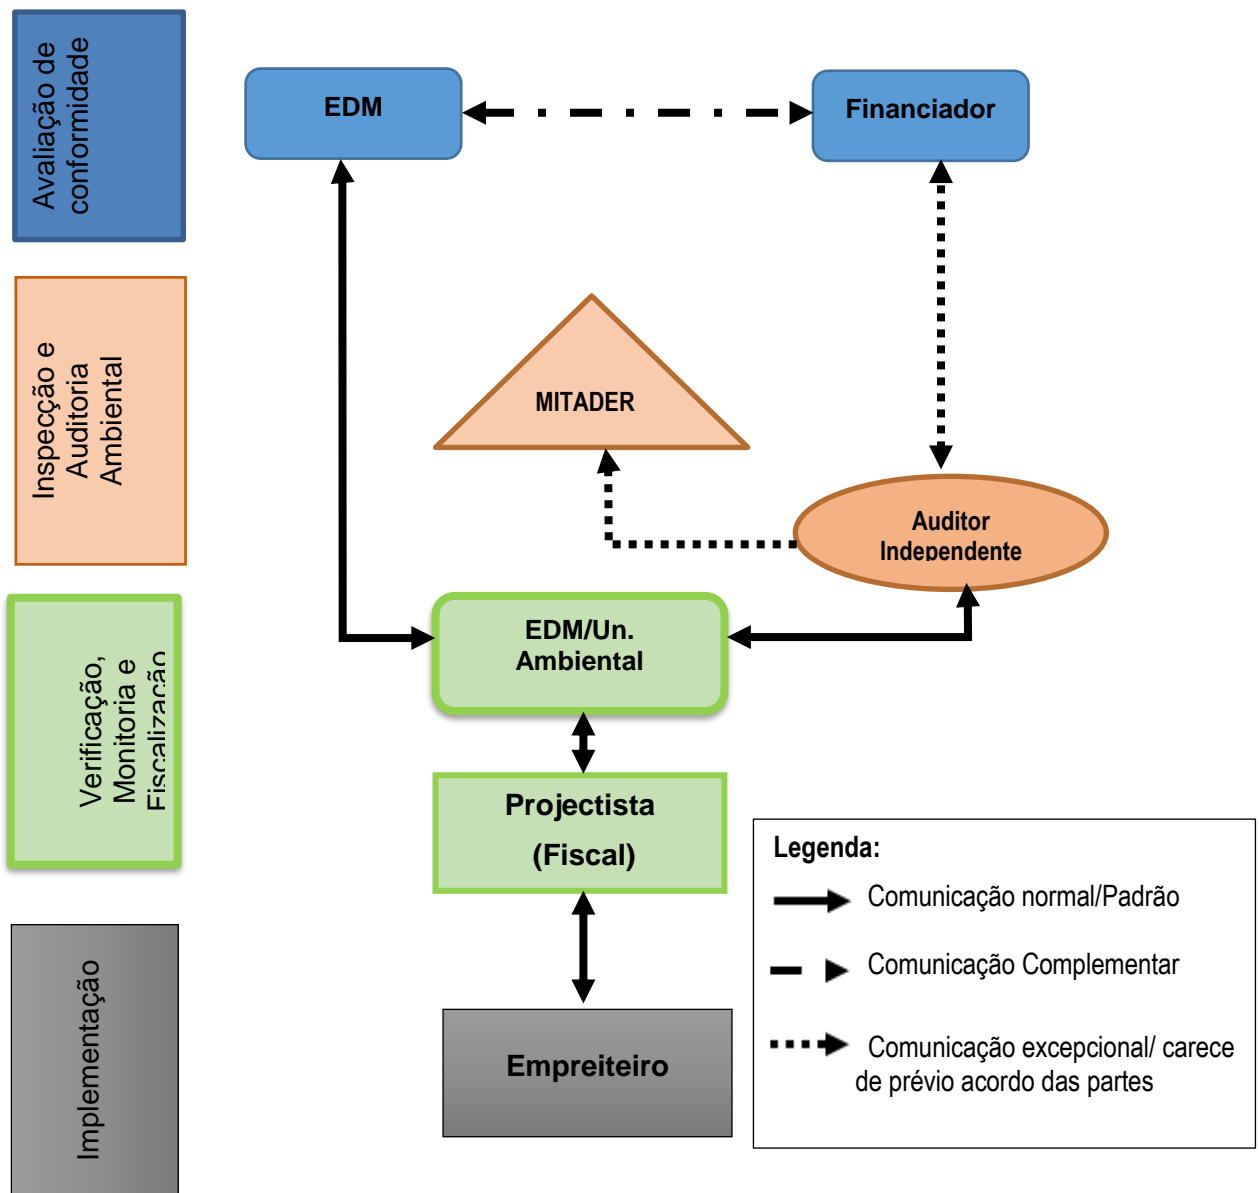 Avaliação de
conformidade
EDM
Financiador
Inspecção e
Auditoria
Ambiental
MITADER
Auditor
Independente
Verificação,
Monitoria e
Fiscalização
EDM/Un.
Ambiental
Projectista
(Fiscal)
Implementação
Empreiteiro
Legenda:
Comunicação normal/Padrão
Comunicação Complementar
Comunicação excepcional/ carece
de prévio acordo das partes